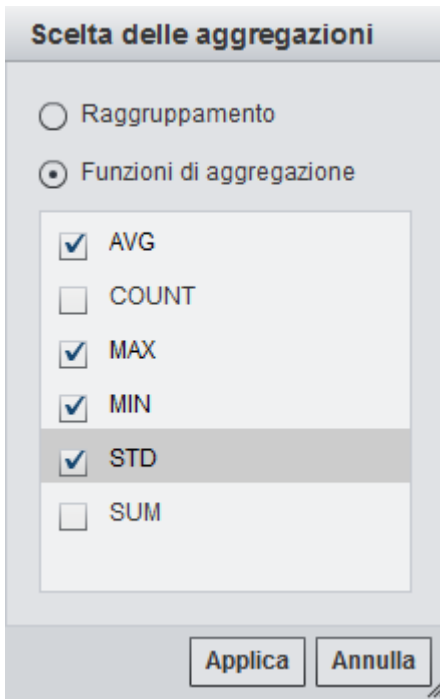 Scelta delle aggregazioni
Raggruppamento
Funzioni di aggregazione
AVG
COUNT
MAX
MIN
STD
SUM
Applica
Annulla